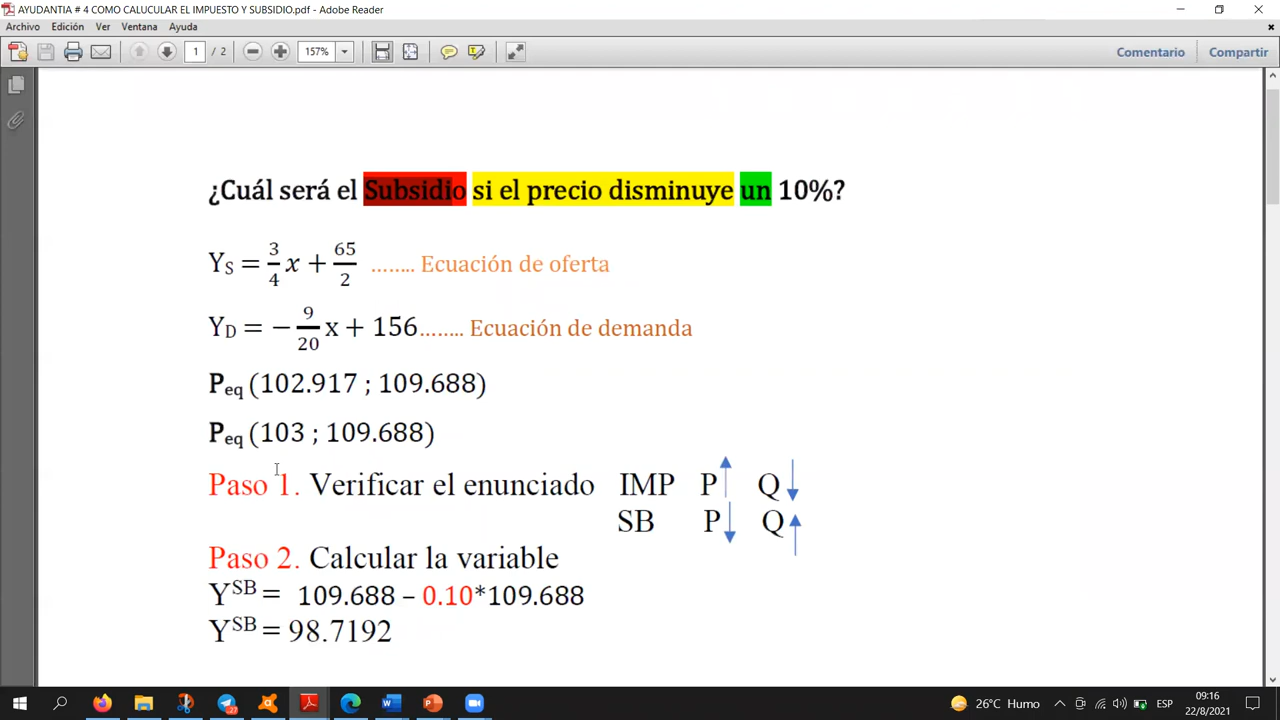 AYUDANTIA # 4 COMO CALUCULAR EL IMPUESTO Y SUBSIDIO.pdf - Adobe Reader
Archivo Edición Ver Ventana Ayuda
1 / 2 157% Comentario Compartir
¿Cuál será el Subsidio si el precio disminuye un 10%?
Y_S = 3/4 x + 65/2 ........ Ecuación de oferta
Y_D = − 9/20 x + 156 ........ Ecuación de demanda
P_eq (102.917 ; 109.688)
P_eq (103 ; 109.688)
Paso 1. Verificar el enunciado IMP P ↑ Q ↓
SB P ↓ Q ↑
Paso 2. Calcular la variable
Y^SB = 109.688 – 0.10*109.688
Y^SB = 98.7192
26°C Humo ESP 09:16
22/8/2021